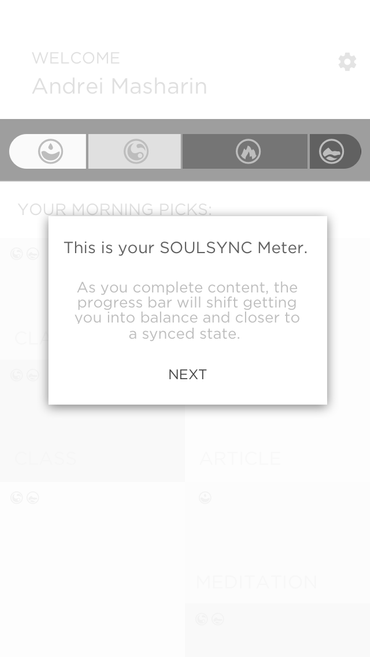 WELCOME
Andrei Masharin
YOUR MORNING PICKS:
This is your SOULSYNC Meter.
As you complete content, the
progress bar will shift getting
you into balance and closer to
a synced state.
NEXT
CLASS
ARTICLE
MEDITATION